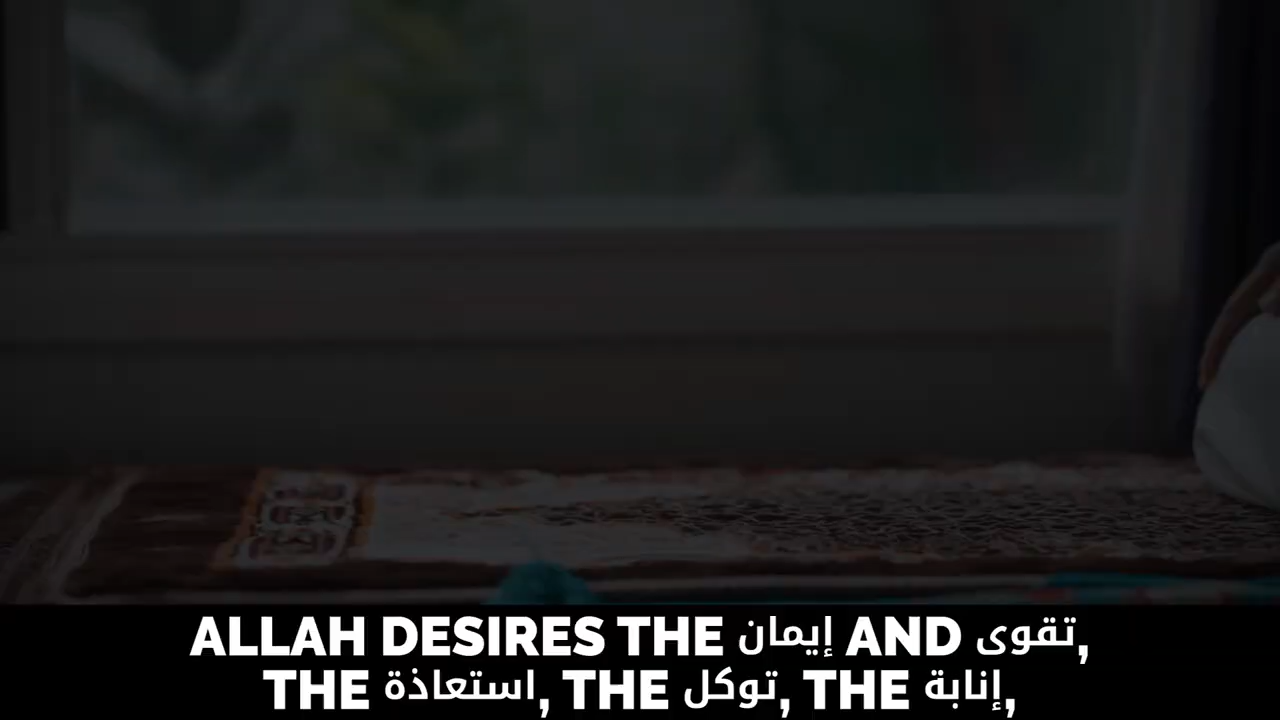 ALLAH DESIRES THE إيمان AND تقوى,
THE استعاذة, THE توكل, THE إنابة,